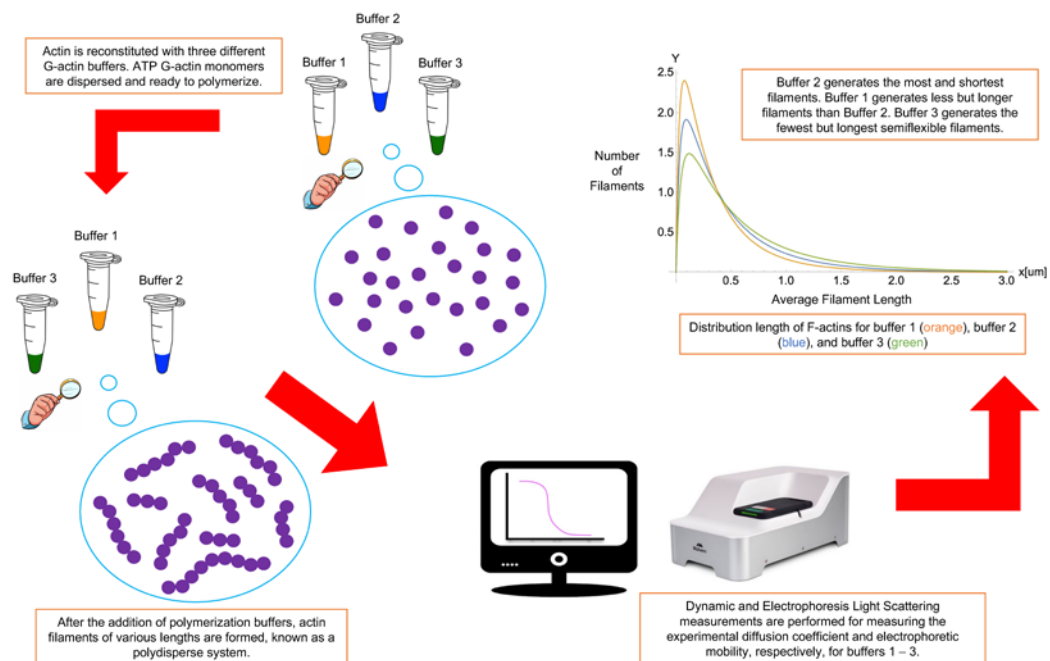 Actin is reconstituted with three different
G-actin buffers. ATP G-actin monomers
are dispersed and ready to polymerize.
Buffer 2
Buffer 1
Buffer 3
Buffer 1
Buffer 3
Buffer 2
After the addition of polymerization buffers, actin
filaments of various lengths are formed, known as a
polydisperse system.
Dynamic and Electrophoresis Light Scattering
measurements are performed for measuring the
experimental diffusion coefficient and electrophoretic
mobility, respectively, for buffers 1 – 3.
Y
2.5
2.0
1.5
1.0
0.5
Number
of
Filaments
Buffer 2 generates the most and shortest
filaments. Buffer 1 generates less but longer
filaments than Buffer 2. Buffer 3 generates the
fewest but longest semiflexible filaments.
0.5
1.0
1.5
2.0
2.5
3.0
x[um]
Average Filament Length
Distribution length of F-actins for buffer 1 (orange), buffer 2
(blue), and buffer 3 (green)